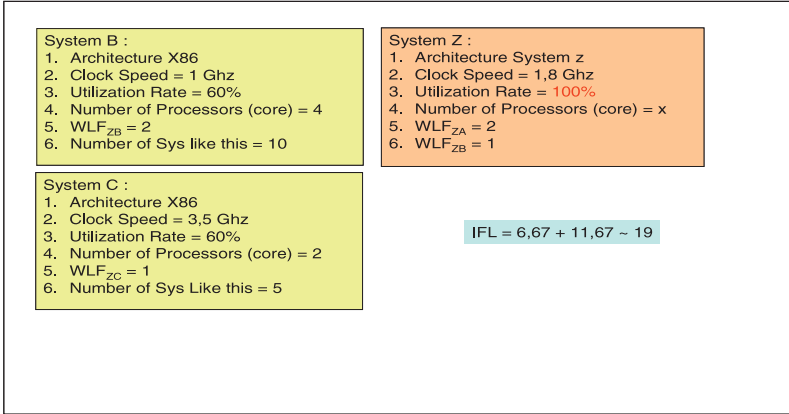 System B :
1. Architecture X86
2. Clock Speed = 1 Ghz
3. Utilization Rate = 60%
4. Number of Processors (core) = 4
5. WLF_ZB = 2
6. Number of Sys like this = 10
System Z :
1. Architecture System z
2. Clock Speed = 1,8 Ghz
3. Utilization Rate = 100%
4. Number of Processors (core) = x
5. WLF_ZA = 2
6. WLF_ZB = 1
System C :
1. Architecture X86
2. Clock Speed = 3,5 Ghz
3. Utilization Rate = 60%
4. Number of Processors (core) = 2
5. WLF_ZC = 1
6. Number of Sys Like this = 5
IFL = 6,67 + 11,67 ~ 19